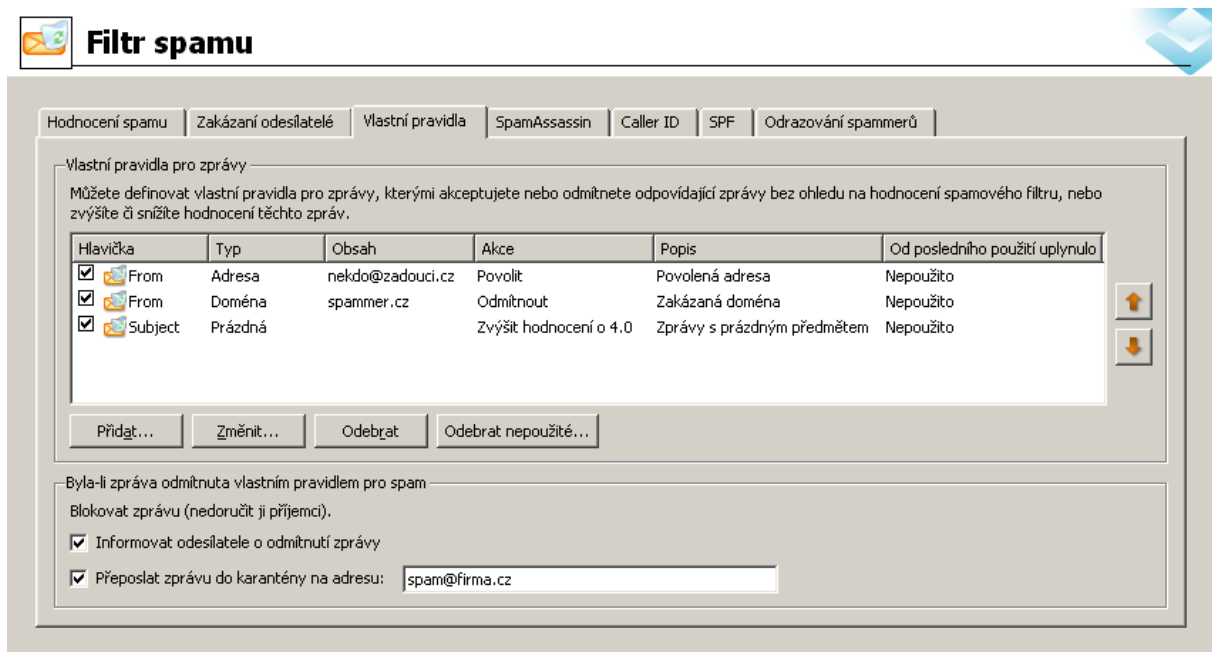 Filtr spamu
Hodnocení spamu Zakázaní odesílatelé Vlastní pravidla SpamAssassin Caller ID SPF Odrazování spammerů
Vlastní pravidla pro zprávy
Můžete definovat vlastní pravidla pro zprávy, kterými akceptujete nebo odmítnete odpovídající zprávy bez ohledu na hodnocení spamového filtru, nebo
zvýšíte či snížíte hodnocení těchto zpráv.
Hlavička Typ Obsah Akce Popis Od posledního použití uplynulo
From Adresa nekdo@zadouci.cz Povolit Povolená adresa Nepoužito
From Doména spammer.cz Odmítnout Zakázaná doména Nepoužito
Subject Prázdná Zvýšit hodnocení o 4.0 Zprávy s prázdným předmětem Nepoužito
Přidat... Změnit... Odebrat Odebrat nepoužité...
Byla-li zpráva odmítnuta vlastním pravidlem pro spam
Blokovat zprávu (nedoručit ji příjemci).
Informovat odesílatele o odmítnutí zprávy
Přeposlat zprávu do karantény na adresu: spam@firma.cz